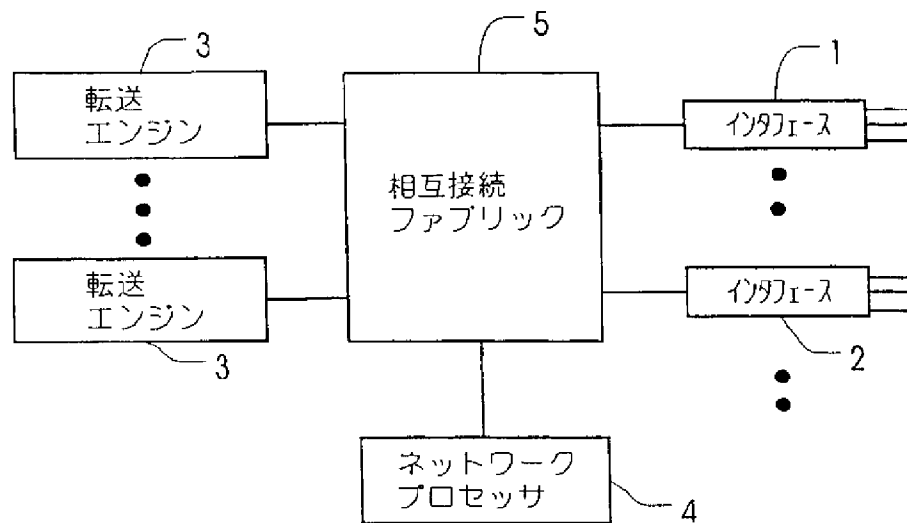 3
転送
エンジン
5
相互接続
ファブリック
1
インタフェース
転送
エンジン
3
インタフェース
2
ネットワーク
プロセッサ
4